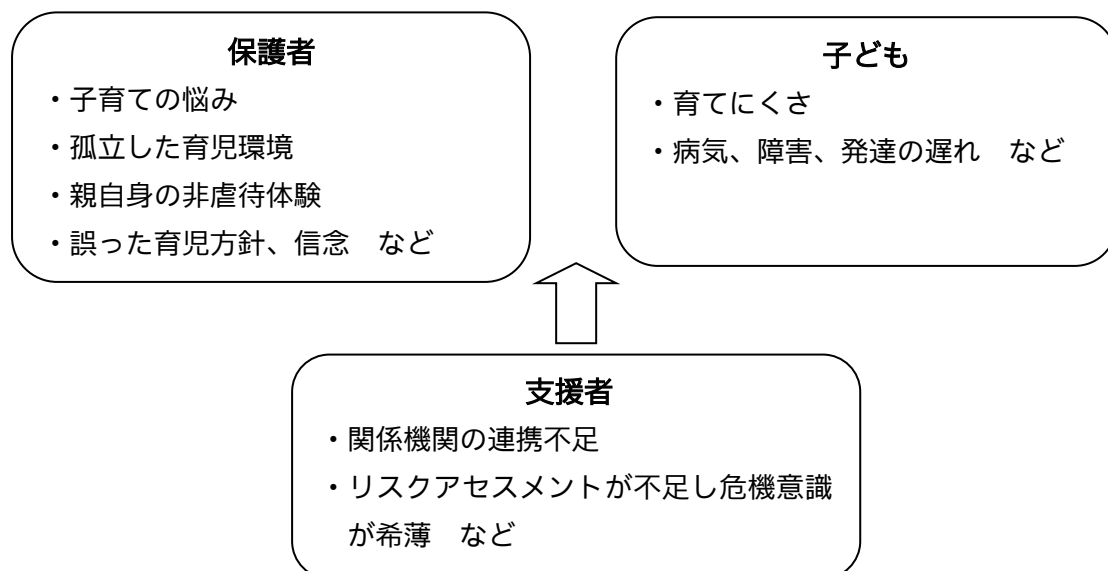 保護者
・子育ての悩み
・孤立した育児環境
・親自身の非虐待体験
・誤った育児方針、信念　など
子ども
・育てにくさ
・病気、障害、発達の遅れ　など
支援者
・関係機関の連携不足
・リスクアセスメントが不足し危機意識
が希薄　など